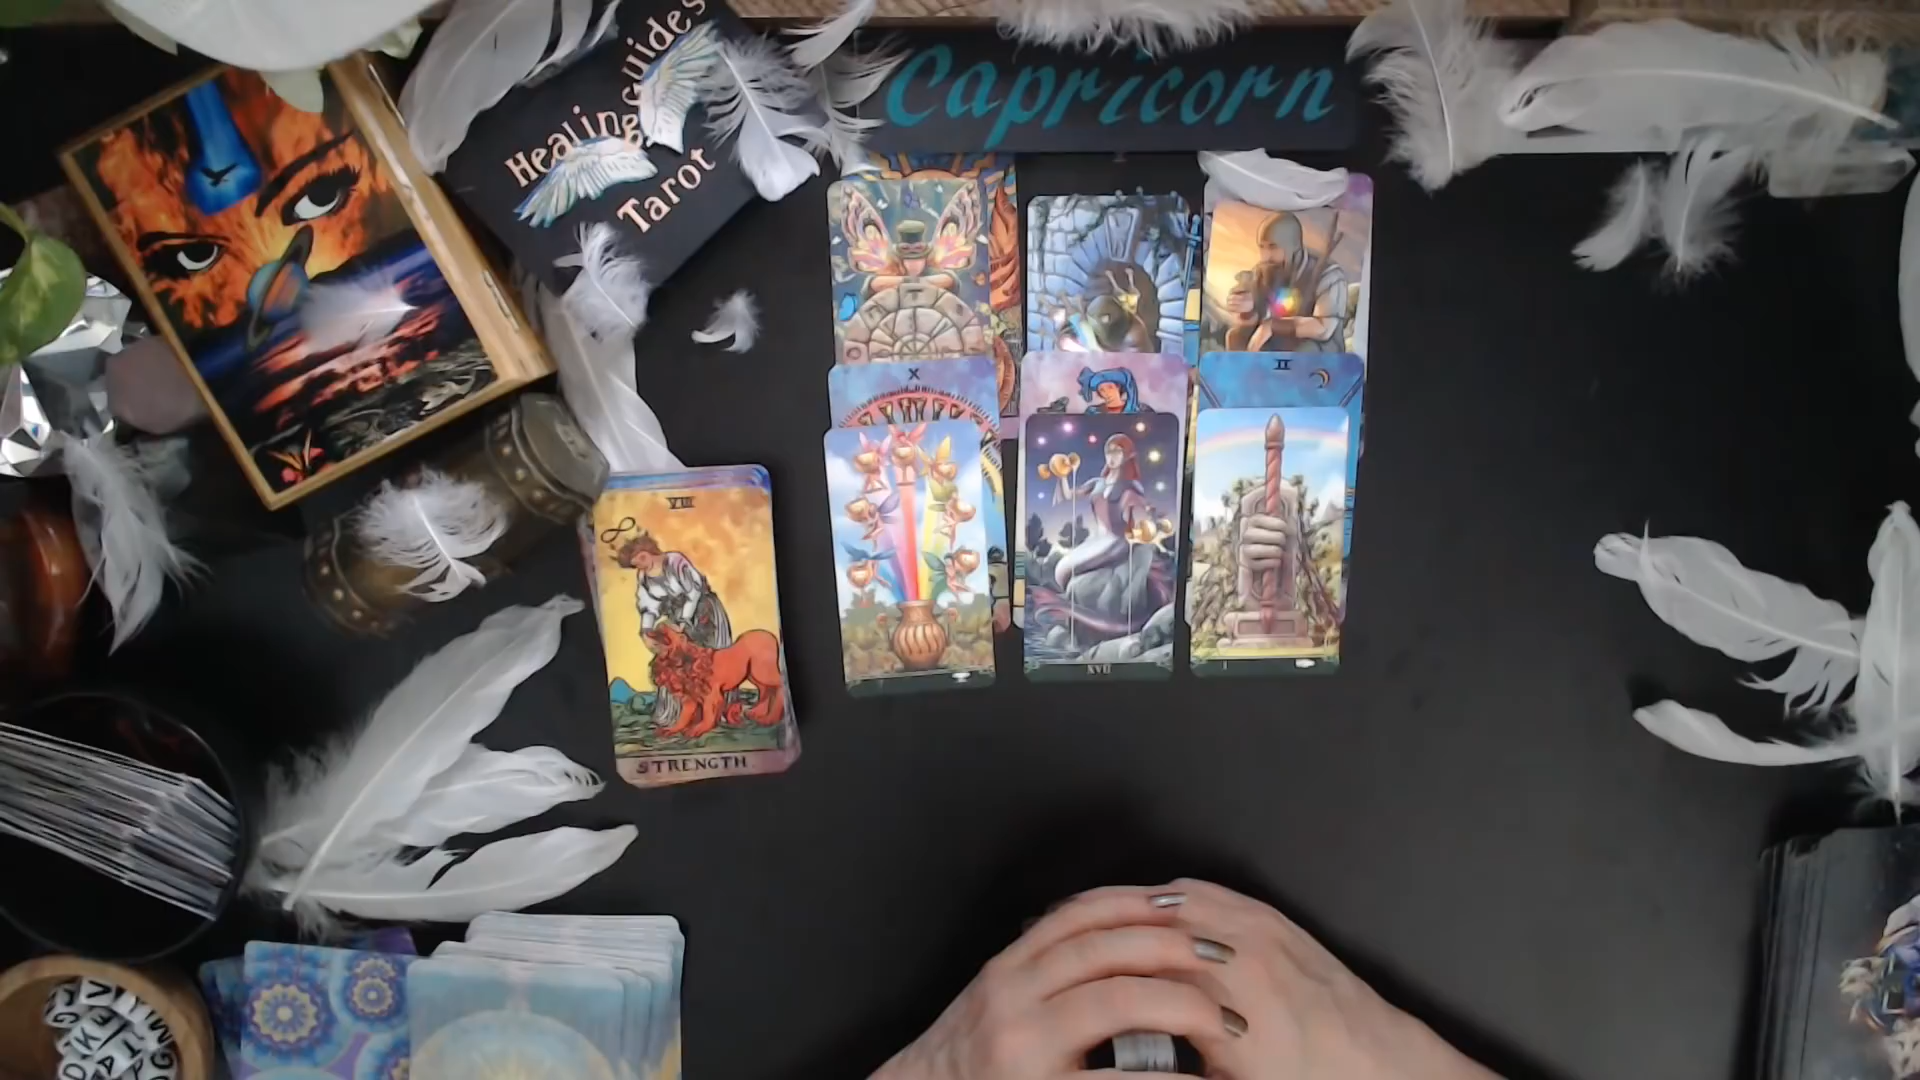 Healing
guides
Tarot
Capricorn
X
II
VIII
STRENGTH
XVII
I